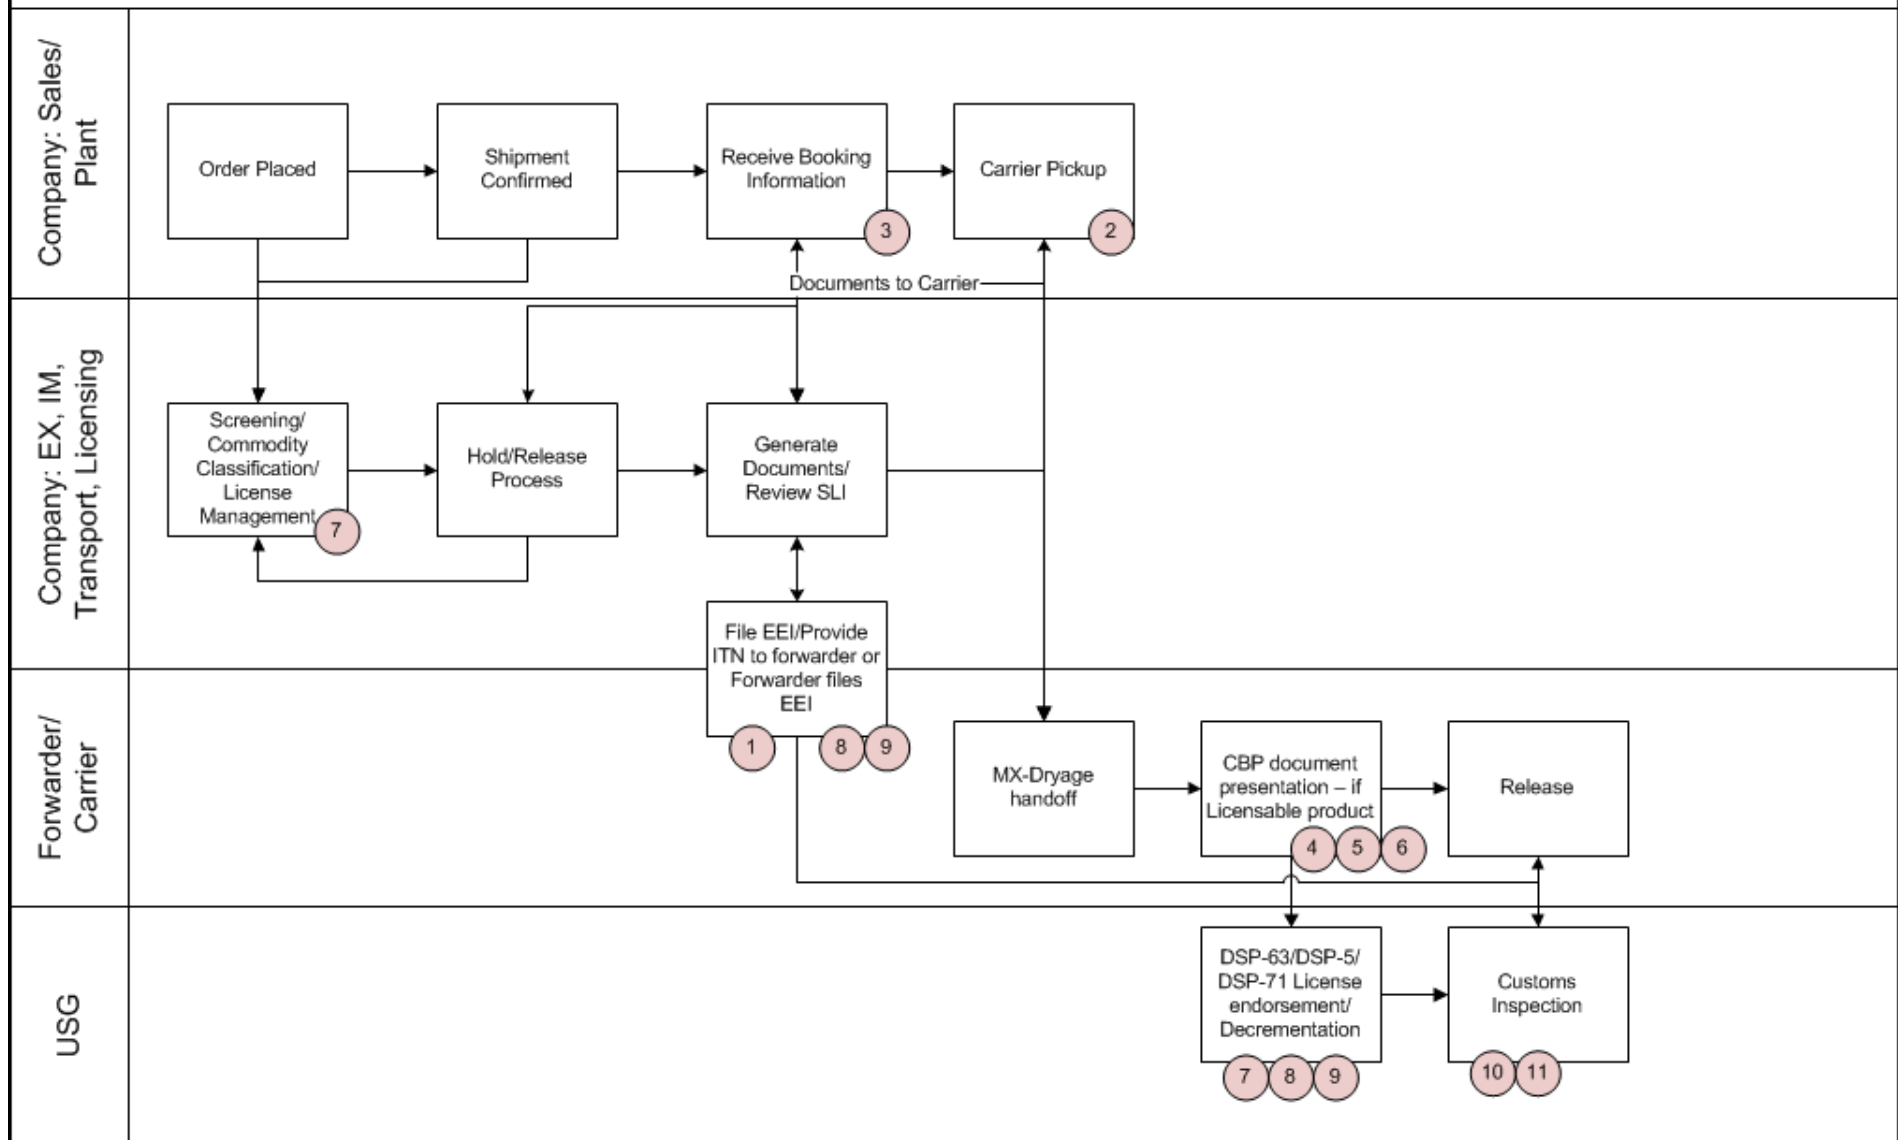 Company: Sales/
Plant
Order Placed
Shipment
Confirmed
Receive Booking
Information
3
Carrier Pickup
2
Documents to Carrier
Company: EX, IM,
Transport, Licensing
Screening/
Commodity
Classification/
License
Management
7
Hold/Release
Process
Generate
Documents/
Review SLI
File EEI/Provide
ITN to forwarder or
Forwarder files
EEI
1
8
9
Forwarder/
Carrier
MX-Dryage
handoff
CBP document
presentation – if
Licensable product
4
5
6
Release
USG
DSP-63/DSP-5/
DSP-71 License
endorsement/
Decrementation
7
8
9
Customs
Inspection
10
11